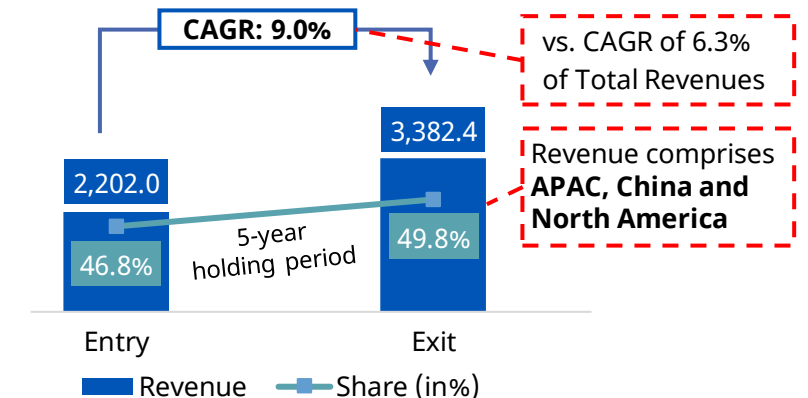 CAGR: 9.0%
vs. CAGR of 6.3%
of Total Revenues
3,382.4
2,202.0
Revenue comprises
APAC, China and
North America
5-year
holding period
46.8%
49.8%
Entry
Exit
Revenue
Share (in%)